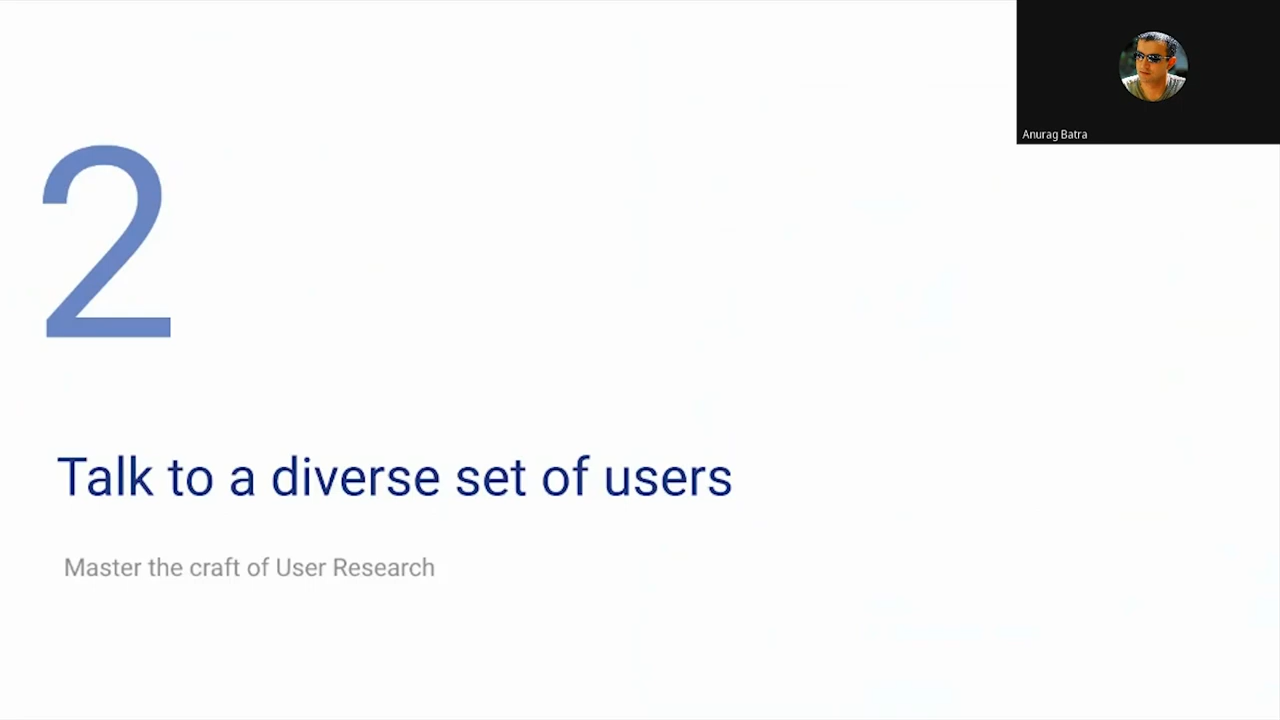 2
Talk to a diverse set of users
Master the craft of User Research
Anurag Batra